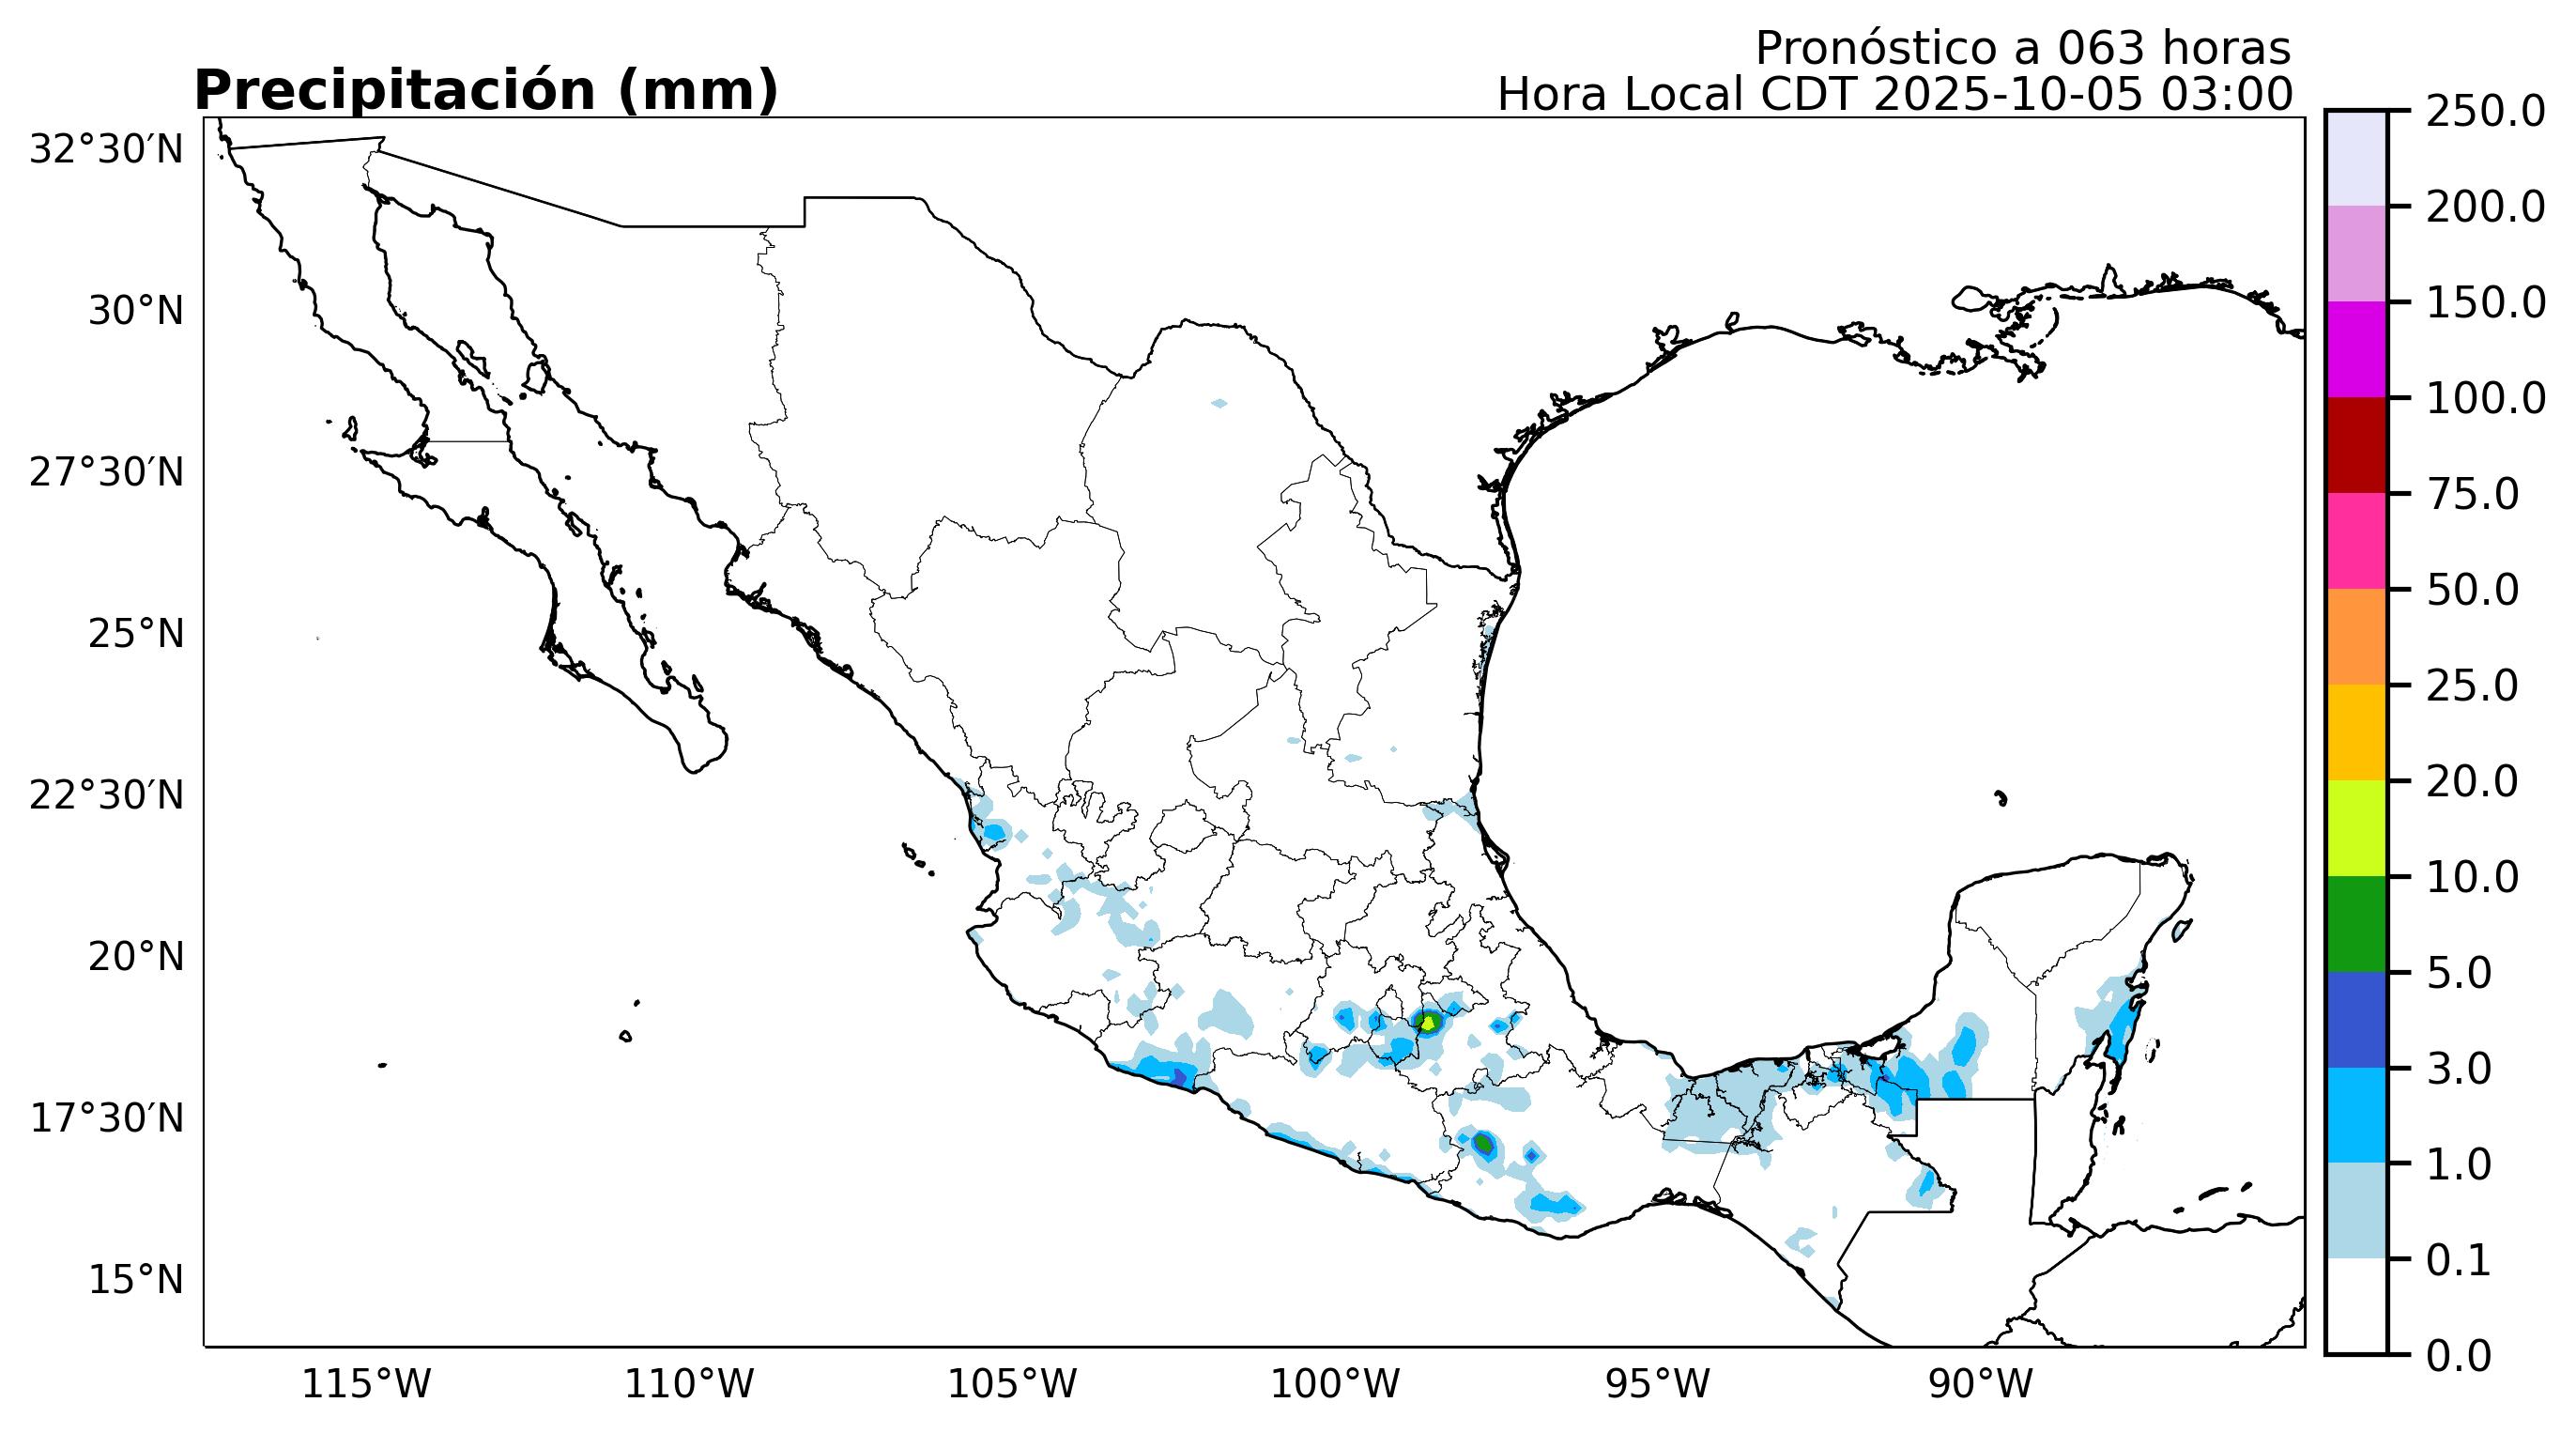 Pronóstico a 063 horas
Precipitación (mm)
Hora Local CDT 2025-10-05 03:00
32°30′N
30°N
27°30′N
25°N
22°30′N
20°N
17°30′N
15°N
115°W
110°W
105°W
100°W
95°W
90°W
250.0
200.0
150.0
100.0
75.0
50.0
25.0
20.0
10.0
5.0
3.0
1.0
0.1
0.0